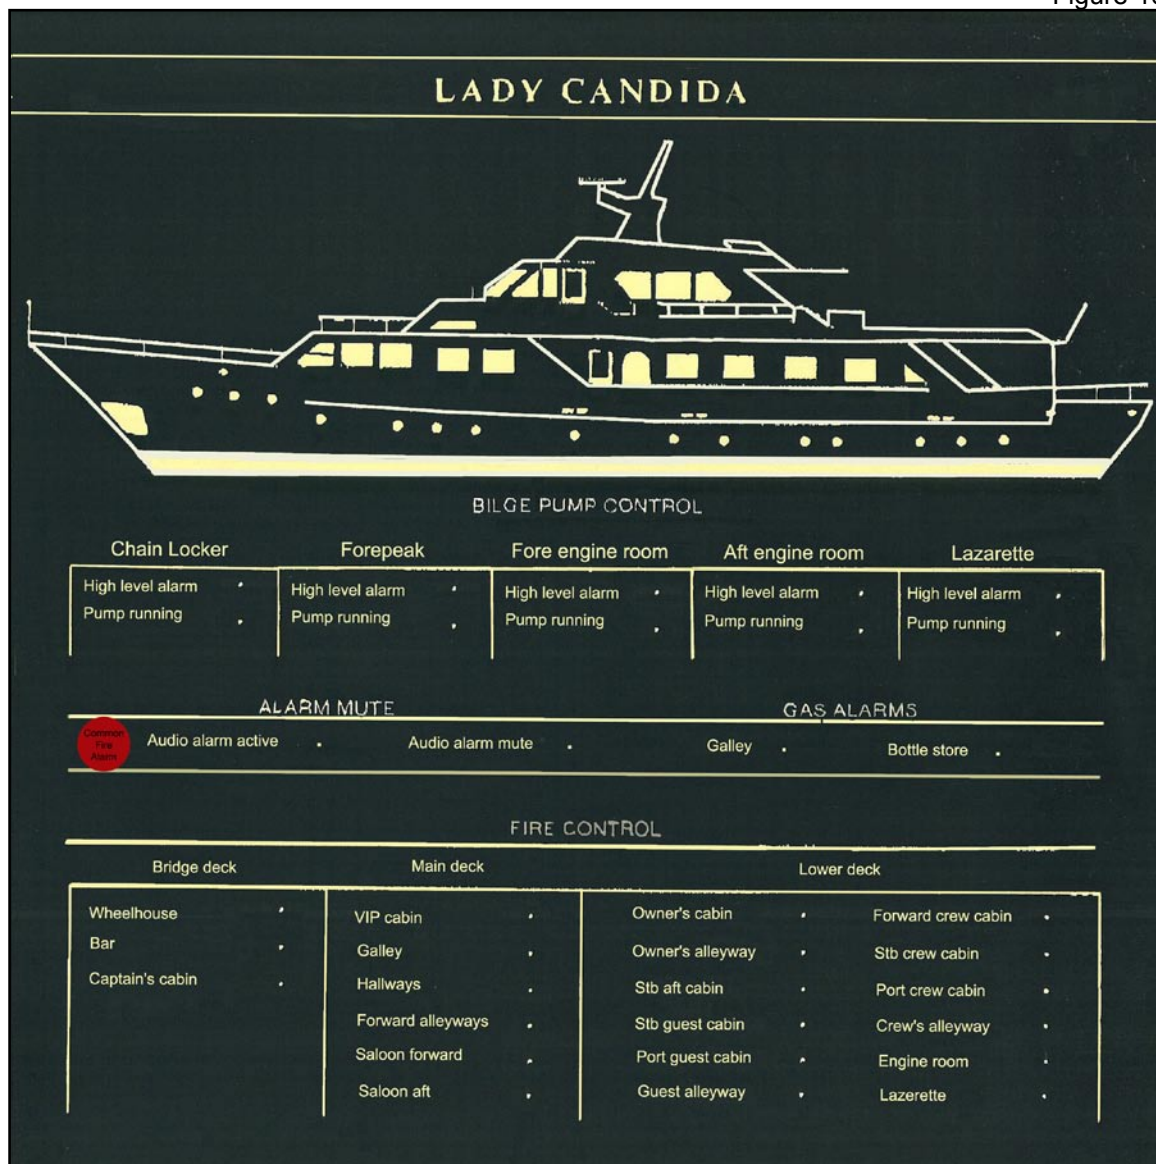 LADY CANDIDA
BILGE PUMP CONTROL
Chain Locker Forepeak Fore engine room Aft engine room Lazarette
High level alarm High level alarm High level alarm High level alarm High level alarm
Pump running Pump running Pump running Pump running Pump running
ALARM MUTE GAS ALARMS
Common
Fire
Alarm
Audio alarm active Audio alarm mute Galley Bottle store
FIRE CONTROL
Bridge deck Main deck Lower deck
Wheelhouse VIP cabin Owner's cabin Forward crew cabin
Bar Galley Owner's alleyway Stb crew cabin
Captain's cabin Hallways Stb aft cabin Port crew cabin
Forward alleyways Stb guest cabin Crew's alleyway
Saloon forward Port guest cabin Engine room
Saloon aft Guest alleyway Lazerette